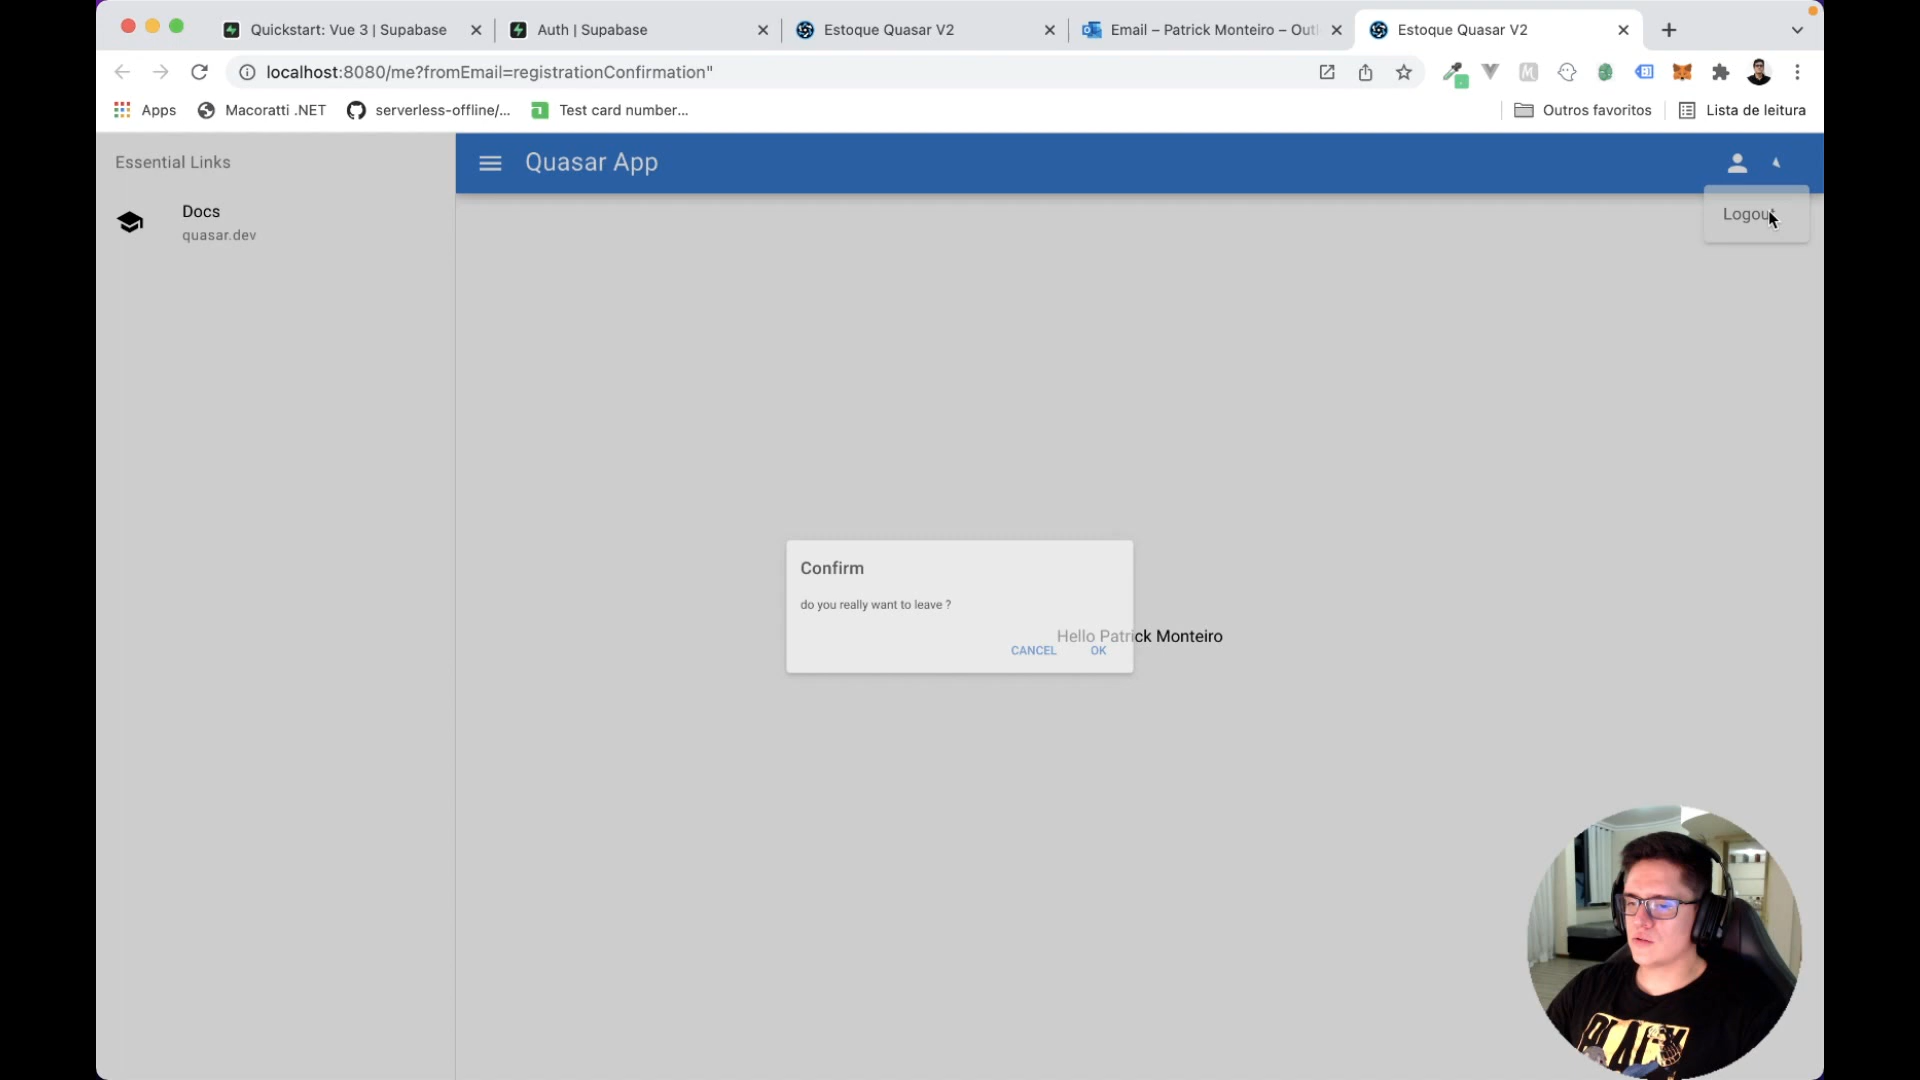 Quickstart: Vue 3 | Supabase
Auth | Supabase
Estoque Quasar V2
Email – Patrick Monteiro – Outl
Estoque Quasar V2
localhost:8080/me?fromEmail=registrationConfirmation"
Apps
Macoratti .NET
serverless-offline/...
Test card number...
Outros favoritos
Lista de leitura
Essential Links
Quasar App
Docs
quasar.dev
Logout
Confirm
do you really want to leave ?
Hello Patrick Monteiro
CANCEL
OK